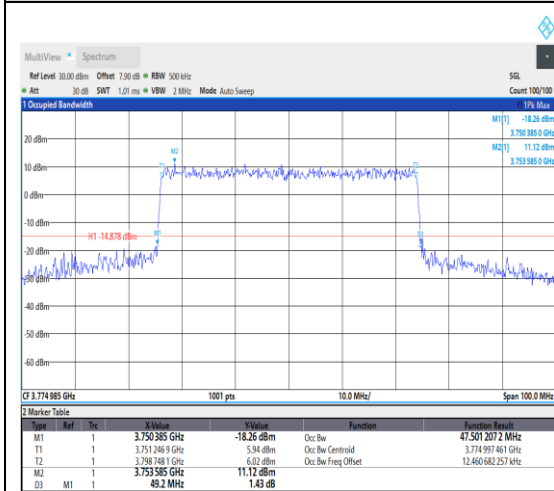 MultiView Spectrum
Ref Level 30.00 dBm Offset 7.90 dB RBW 500 kHz SGL
Att 30 dB SWT 1.01 ms VBW 2 MHz Mode Auto Sweep Count 100/100
1 Occupied Bandwidth 1Pk Max
M1[1] -18.26 dBm
3.750 385 0 GHz
M2[1] 11.12 dBm
3.753 585 0 GHz
20 dBm
M2
10 dBm
0 dBm
-10 dBm
H1 -14.878 dBm
M1
-20 dBm
-30 dBm
-40 dBm
-50 dBm
-60 dBm
CF 3.774 985 GHz 1001 pts 10.0 MHz/ Span 100.0 MHz
2 Marker Table
Type Ref Trc X-Value Y-Value Function Function Result
M1 1 3.750 385 GHz -18.26 dBm Occ Bw 47.501 207 2 MHz
T1 1 3.751 246 9 GHz 5.94 dBm Occ Bw Centroid 3.774 997 461 GHz
T2 1 3.798 748 1 GHz 6.02 dBm Occ Bw Freq Offset 12.460 682 257 kHz
M2 1 3.753 585 GHz 11.12 dBm
D3 M1 1 49.2 MHz 1.43 dB